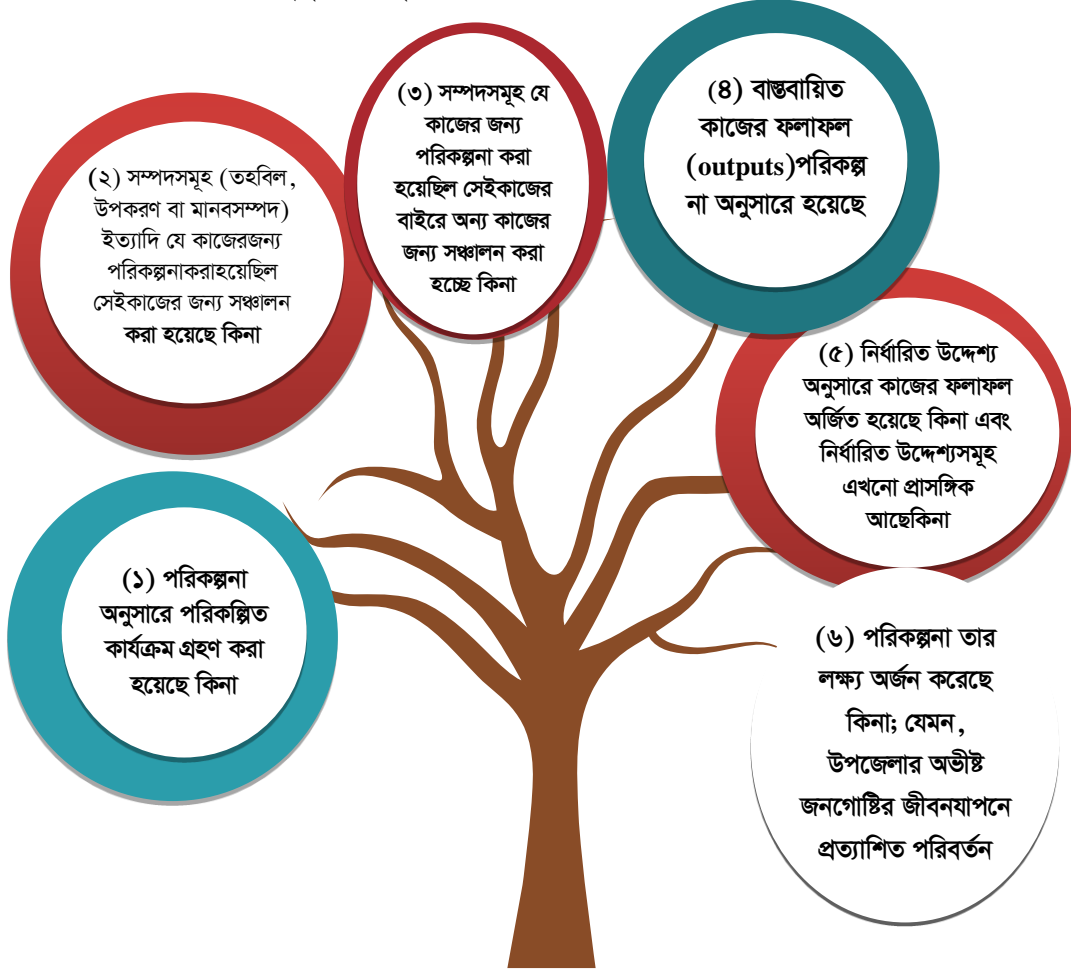 (১) পরিকল্পনা
অনুসারে পরিকল্পিত
কার্যক্রম গ্রহণ করা
হয়েছে কিনা
(২) সম্পদসমূহ (তহবিল,
উপকরণ বা মানবসম্পদ)
ইত্যাদি যে কাজেরজন্য
পরিকল্পনাকরাহয়েছিল
সেইকাজের জন্য সঞ্চালন
করা হয়েছে কিনা
(৩) সম্পদসমূহ যে
কাজের জন্য
পরিকল্পনা করা
হয়েছিল সেইকাজের
বাইরে অন্য কাজের
জন্য সঞ্চালন করা
হচ্ছে কিনা
(৪) বাস্তবায়িত
কাজের ফলাফল
(outputs)পরিকল্প
না অনুসারে হয়েছে
(৫) নির্ধারিত উদ্দেশ্য
অনুসারে কাজের ফলাফল
অর্জিত হয়েছে কিনা এবং
নির্ধারিত উদ্দেশ্যসমূহ
এখনো প্রাসঙ্গিক
আছেকিনা
(৬) পরিকল্পনা তার
লক্ষ্য অর্জন করেছে
কিনা; যেমন,
উপজেলার অভীষ্ট
জনগোষ্টির জীবনযাপনে
প্রত্যাশিত পরিবর্তন